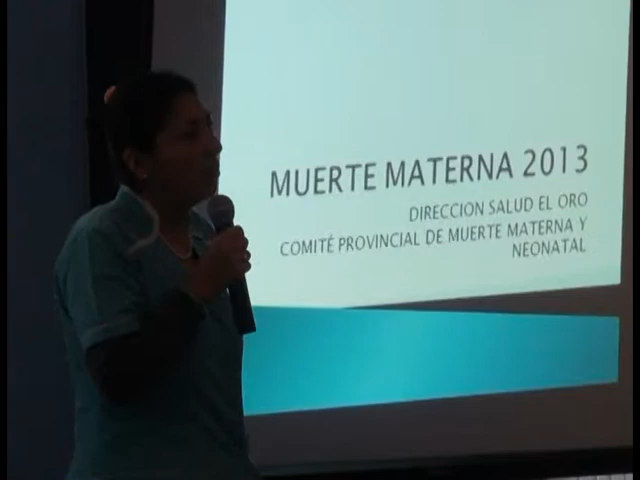 MUERTE MATERNA 2013
DIRECCION SALUD EL ORO
COMITÉ PROVINCIAL DE MUERTE MATERNA Y
NEONATAL